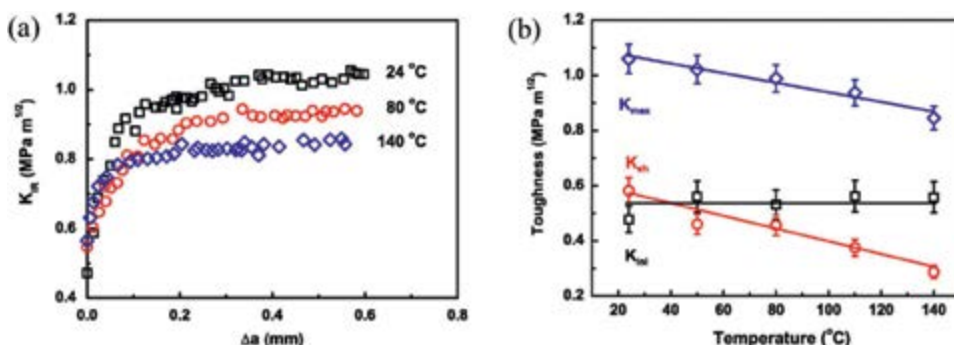 (a)
1.2
1.0
0.8
0.6
0.4
K_IR (MPa m^1/2)
24 °C
80 °C
140 °C
0.0 0.2 0.4 0.6 0.8
Δa (mm)
(b)
1.2
1.0
0.8
0.6
0.4
0.2
Toughness (MPa m^1/2)
K_max
K_sh
K_ini
20 40 60 80 100 120 140
Temperature (°C)